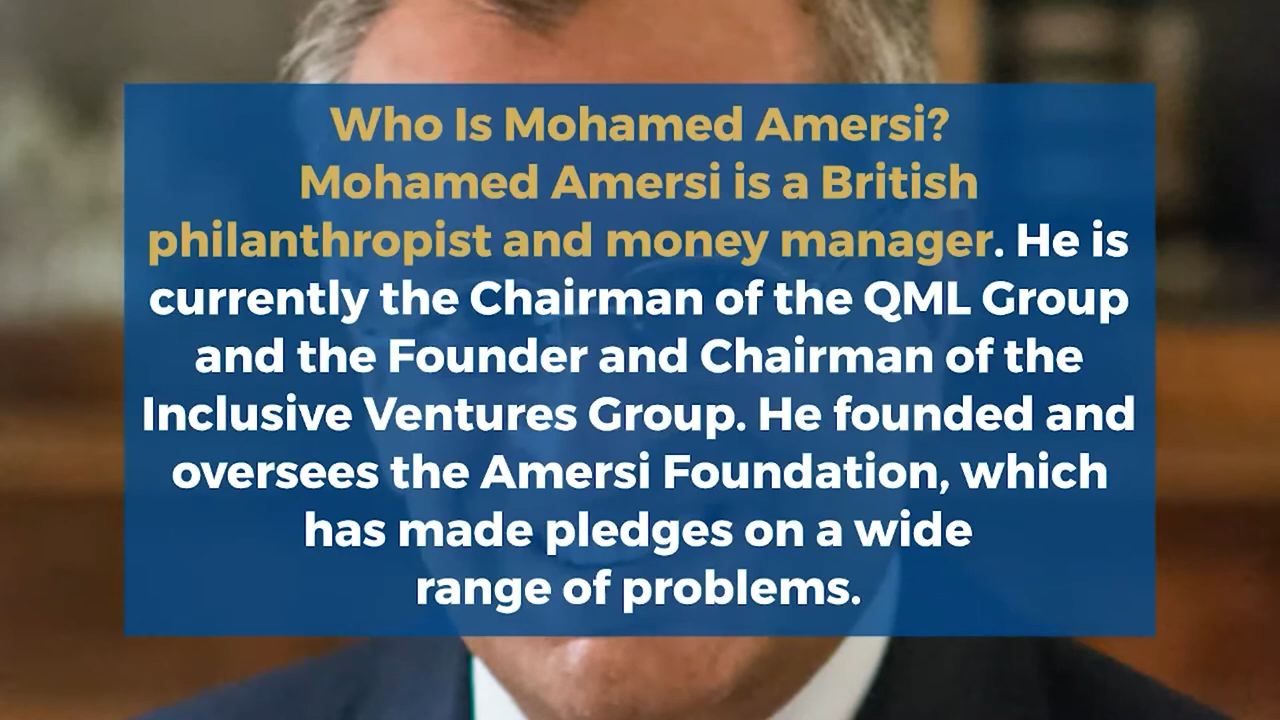 Who Is Mohamed Amersi?
Mohamed Amersi is a British
philanthropist and money manager. He is
currently the Chairman of the QML Group
and the Founder and Chairman of the
Inclusive Ventures Group. He founded and
oversees the Amersi Foundation, which
has made pledges on a wide
range of problems.